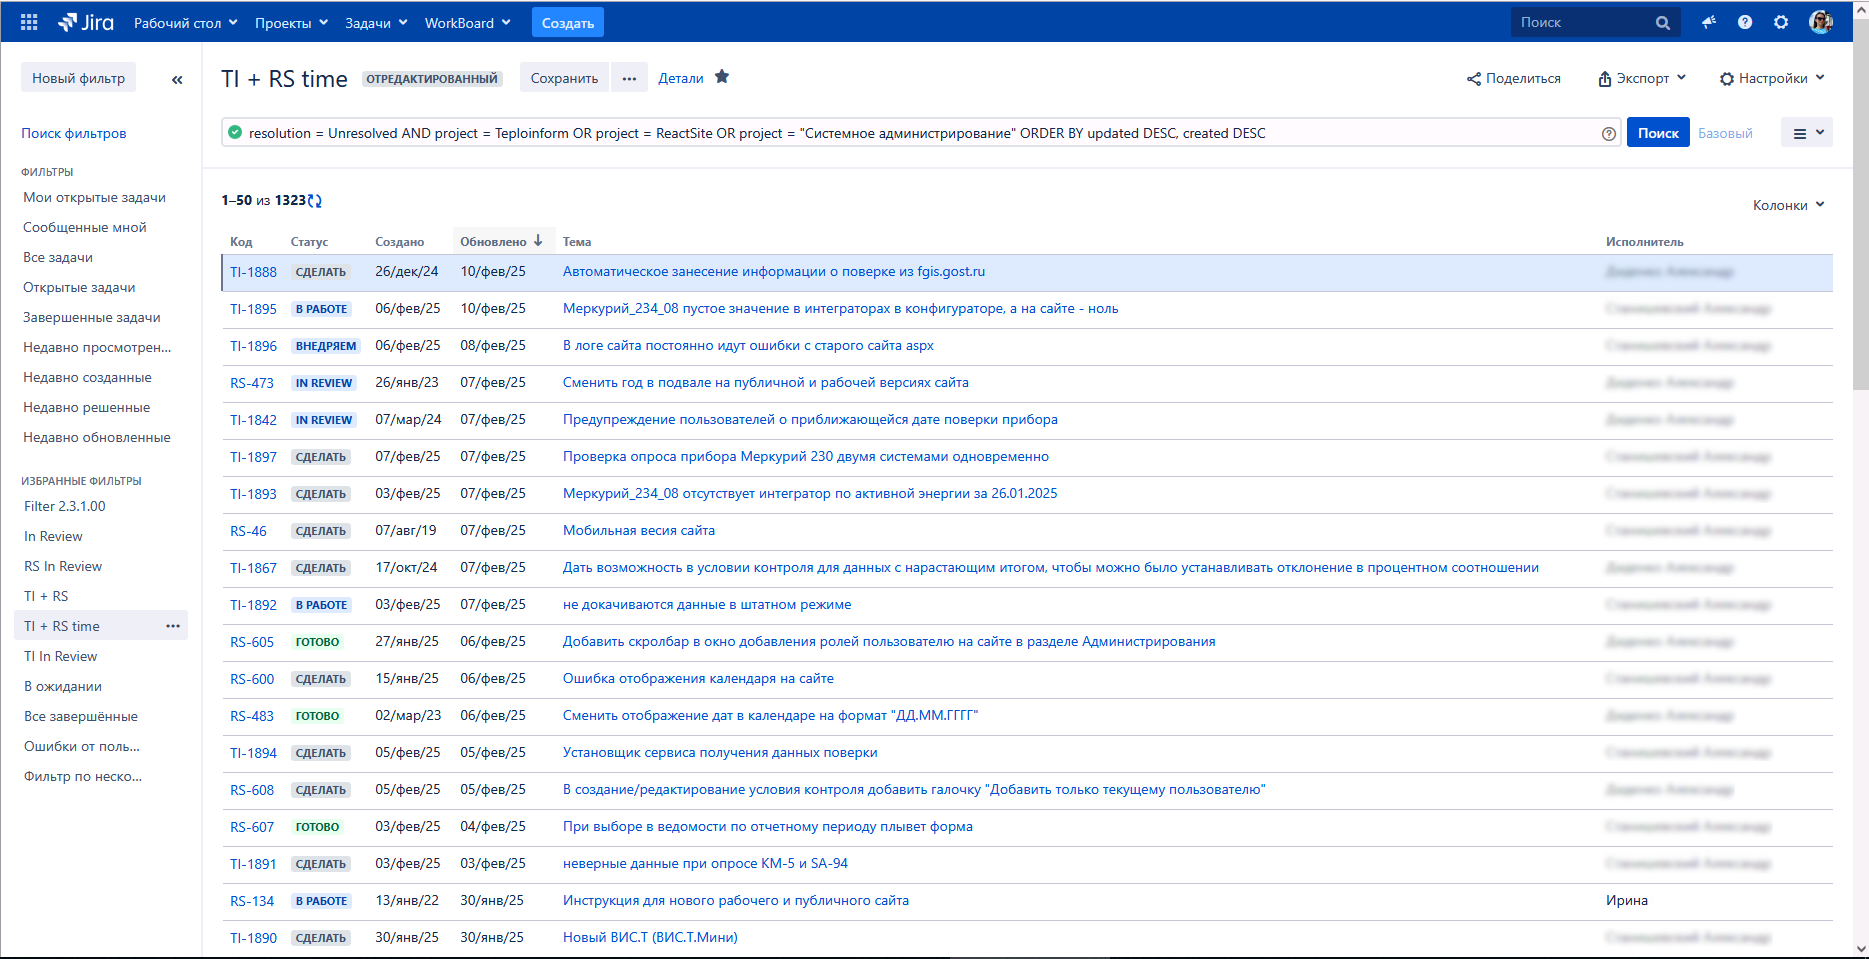 Jira Рабочий стол Проекты Задачи WorkBoard Создать Поиск
Новый фильтр «
Поиск фильтров
ФИЛЬТРЫ
Мои открытые задачи
Сообщенные мной
Все задачи
Открытые задачи
Завершенные задачи
Недавно просмотрен...
Недавно созданные
Недавно решенные
Недавно обновленные
ИЗБРАННЫЕ ФИЛЬТРЫ
Filter 2.3.1.00
In Review
RS In Review
TI + RS
TI + RS time ...
TI In Review
В ожидании
Все завершённые
Ошибки от поль...
Фильтр по неско...
TI + RS time ОТРЕДАКТИРОВАННЫЙ Сохранить ... Детали Поделиться Экспорт Настройки
resolution = Unresolved AND project = Teploinform OR project = ReactSite OR project = "Системное администрирование" ORDER BY updated DESC, created DESC Поиск Базовый
1–50 из 1323
Колонки
Код Статус Создано Обновлено ↓ Тема Исполнитель
TI-1888 СДЕЛАТЬ 26/дек/24 10/фев/25 Автоматическое занесение информации о поверке из fgis.gost.ru
TI-1895 В РАБОТЕ 06/фев/25 10/фев/25 Меркурий_234_08 пустое значение в интеграторах в конфигураторе, а на сайте - ноль
TI-1896 ВНЕДРЯЕМ 06/фев/25 08/фев/25 В логе сайта постоянно идут ошибки с старого сайта aspx
RS-473 IN REVIEW 26/янв/23 07/фев/25 Сменить год в подвале на публичной и рабочей версиях сайта
TI-1842 IN REVIEW 07/мар/24 07/фев/25 Предупреждение пользователей о приближающейся дате поверки прибора
TI-1897 СДЕЛАТЬ 07/фев/25 07/фев/25 Проверка опроса прибора Меркурий 230 двумя системами одновременно
TI-1893 СДЕЛАТЬ 03/фев/25 07/фев/25 Меркурий_234_08 отсутствует интегратор по активной энергии за 26.01.2025
RS-46 СДЕЛАТЬ 07/авг/19 07/фев/25 Мобильная весия сайта
TI-1867 СДЕЛАТЬ 17/окт/24 07/фев/25 Дать возможность в условии контроля для данных с нарастающим итогом, чтобы можно было устанавливать отклонение в процентном соотношении
TI-1892 В РАБОТЕ 03/фев/25 07/фев/25 не докачиваются данные в штатном режиме
RS-605 ГОТОВО 27/янв/25 06/фев/25 Добавить скролбар в окно добавления ролей пользователю на сайте в разделе Администрирования
RS-600 СДЕЛАТЬ 15/янв/25 06/фев/25 Ошибка отображения календаря на сайте
RS-483 ГОТОВО 02/мар/23 06/фев/25 Сменить отображение дат в календаре на формат "ДД.ММ.ГГГГ"
TI-1894 СДЕЛАТЬ 05/фев/25 05/фев/25 Установщик сервиса получения данных поверки
RS-608 СДЕЛАТЬ 05/фев/25 05/фев/25 В создание/редактирование условия контроля добавить галочку "Добавить только текущему пользователю"
RS-607 ГОТОВО 03/фев/25 04/фев/25 При выборе в ведомости по отчетному периоду плывет форма
TI-1891 СДЕЛАТЬ 03/фев/25 03/фев/25 неверные данные при опросе КМ-5 и SA-94
RS-134 В РАБОТЕ 13/янв/22 30/янв/25 Инструкция для нового рабочего и публичного сайта Ирина
TI-1890 СДЕЛАТЬ 30/янв/25 30/янв/25 Новый ВИС.Т (ВИС.Т.Мини)